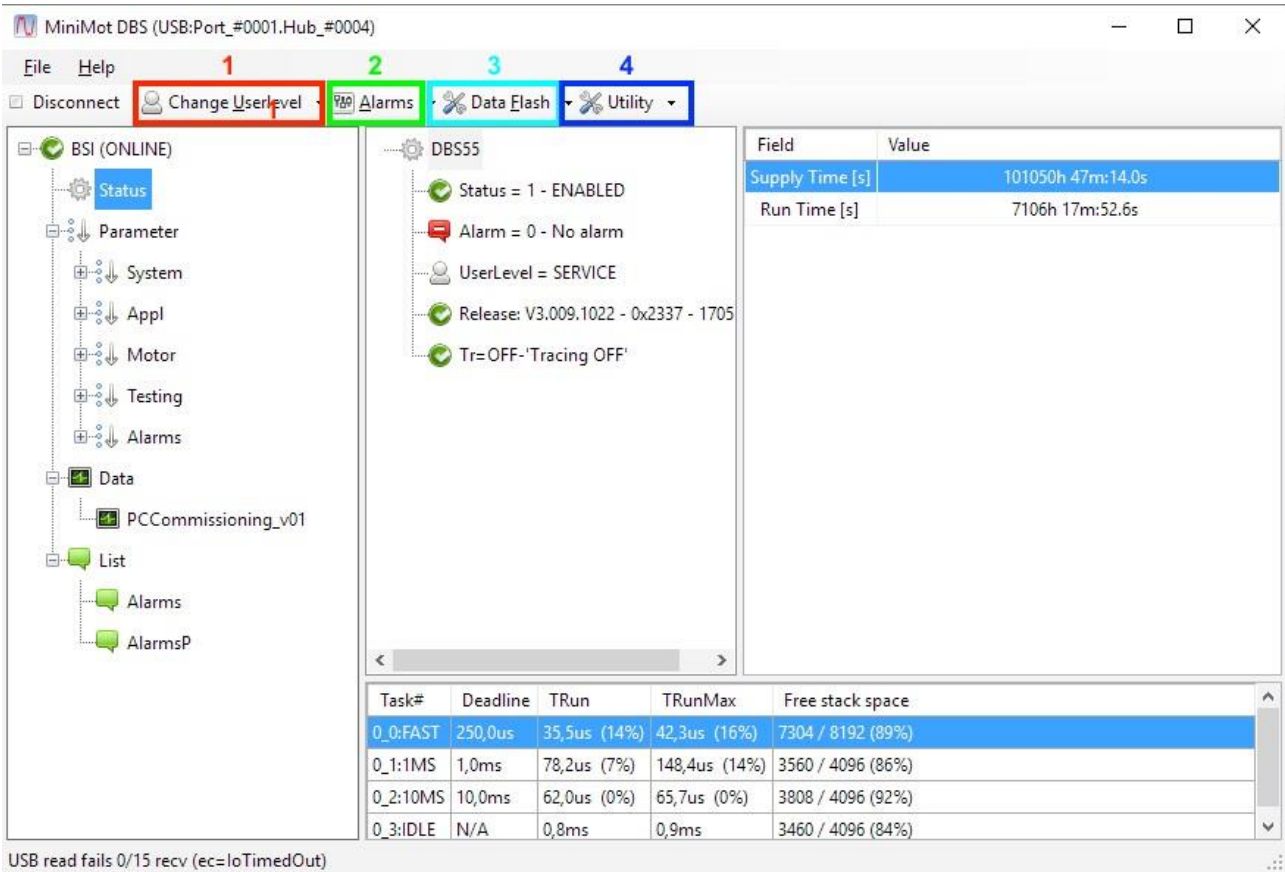 MiniMot DBS (USB:Port_#0001.Hub_#0004)
File Help
1 2 3 4
Disconnect Change Userlevel 1 Alarms Data Flash Utility
BSI (ONLINE)
Status
Parameter
System
Appl
Motor
Testing
Alarms
Data
PCCommissioning_v01
List
Alarms
AlarmsP
DBS55
Status = 1 - ENABLED
Alarm = 0 - No alarm
UserLevel = SERVICE
Release: V3.009.1022 - 0x2337 - 1705
Tr=OFF-'Tracing OFF'
Field Value
Supply Time [s] 101050h 47m:14.0s
Run Time [s] 7106h 17m:52.6s
Task# Deadline TRun TRunMax Free stack space
0_0:FAST 250,0us 35,5us (14%) 42,3us (16%) 7304 / 8192 (89%)
0_1:1MS 1,0ms 78,2us (7%) 148,4us (14%) 3560 / 4096 (86%)
0_2:10MS 10,0ms 62,0us (0%) 65,7us (0%) 3808 / 4096 (92%)
0_3:IDLE N/A 0,8ms 0,9ms 3460 / 4096 (84%)
USB read fails 0/15 recv (ec=IoTimedOut)